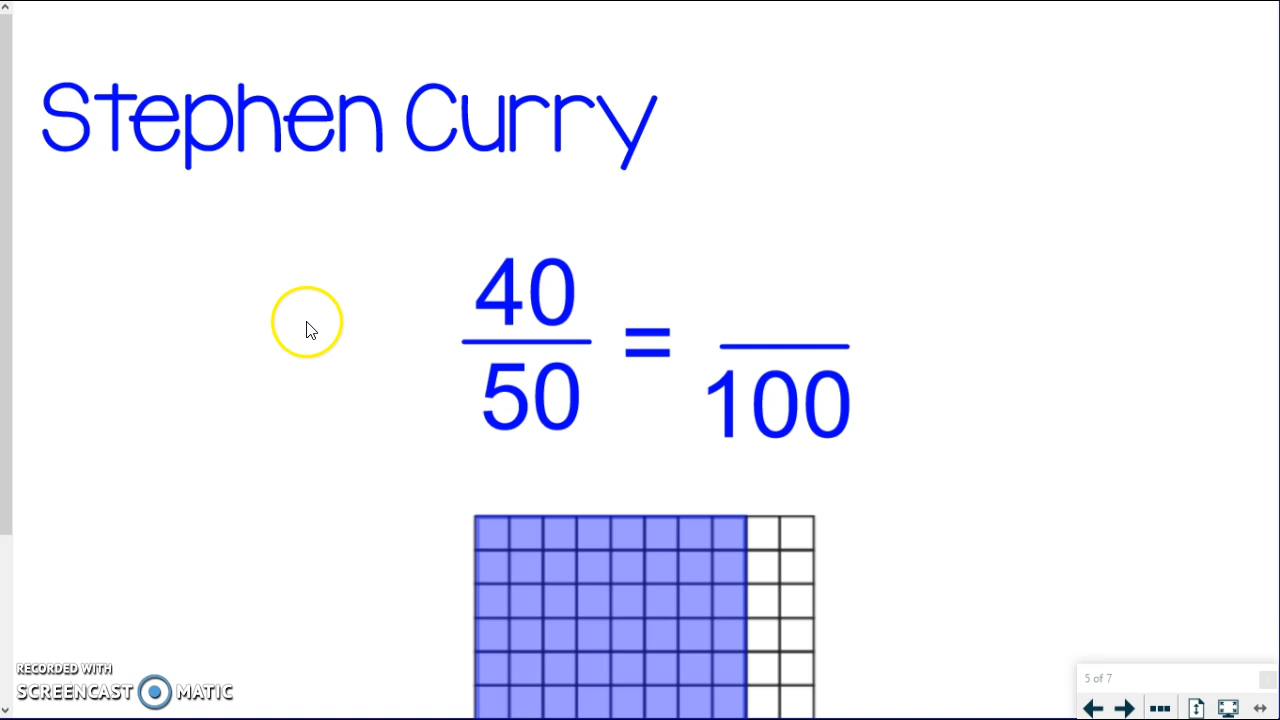 Stephen Curry
40
50
=
100
RECORDED WITH
SCREENCAST MATIC
5 of 7